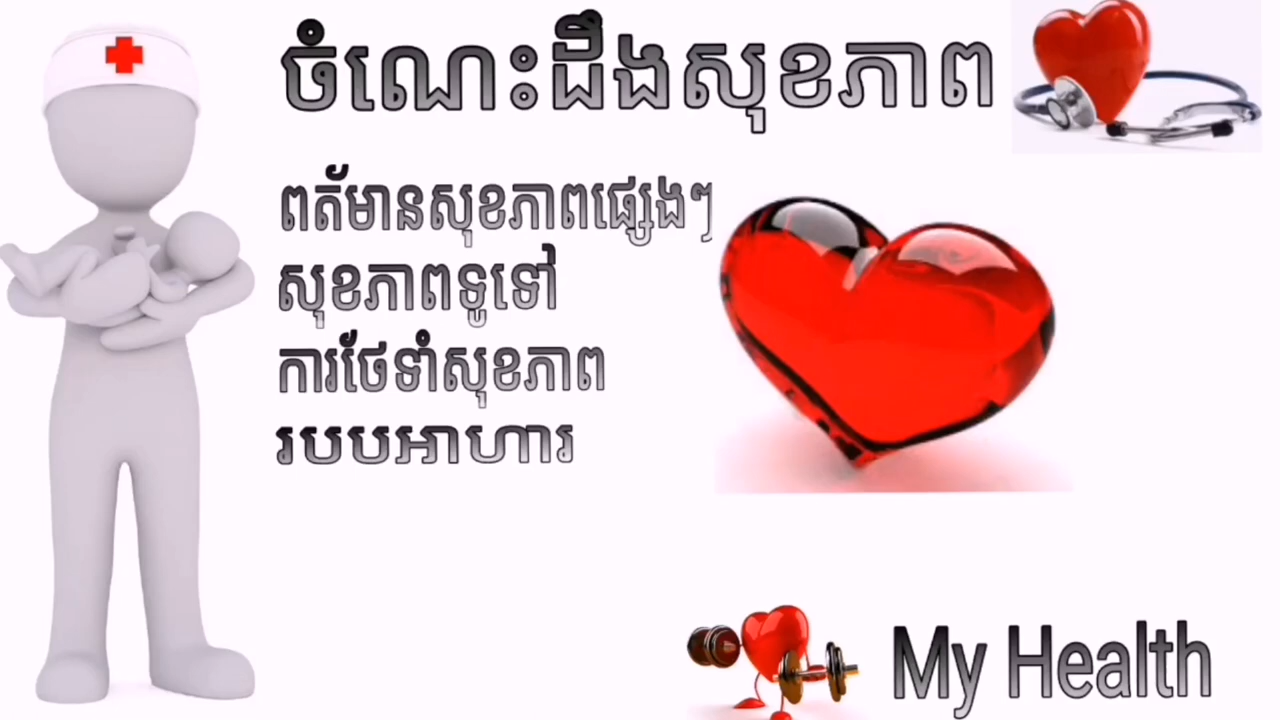 ចំណេះដឹងសុខភាព
ពត័មានសុខភាពផ្សេងៗ
សុខភាពទូទៅ
ការថែទាំសុខភាព
របបអាហារ
My Health